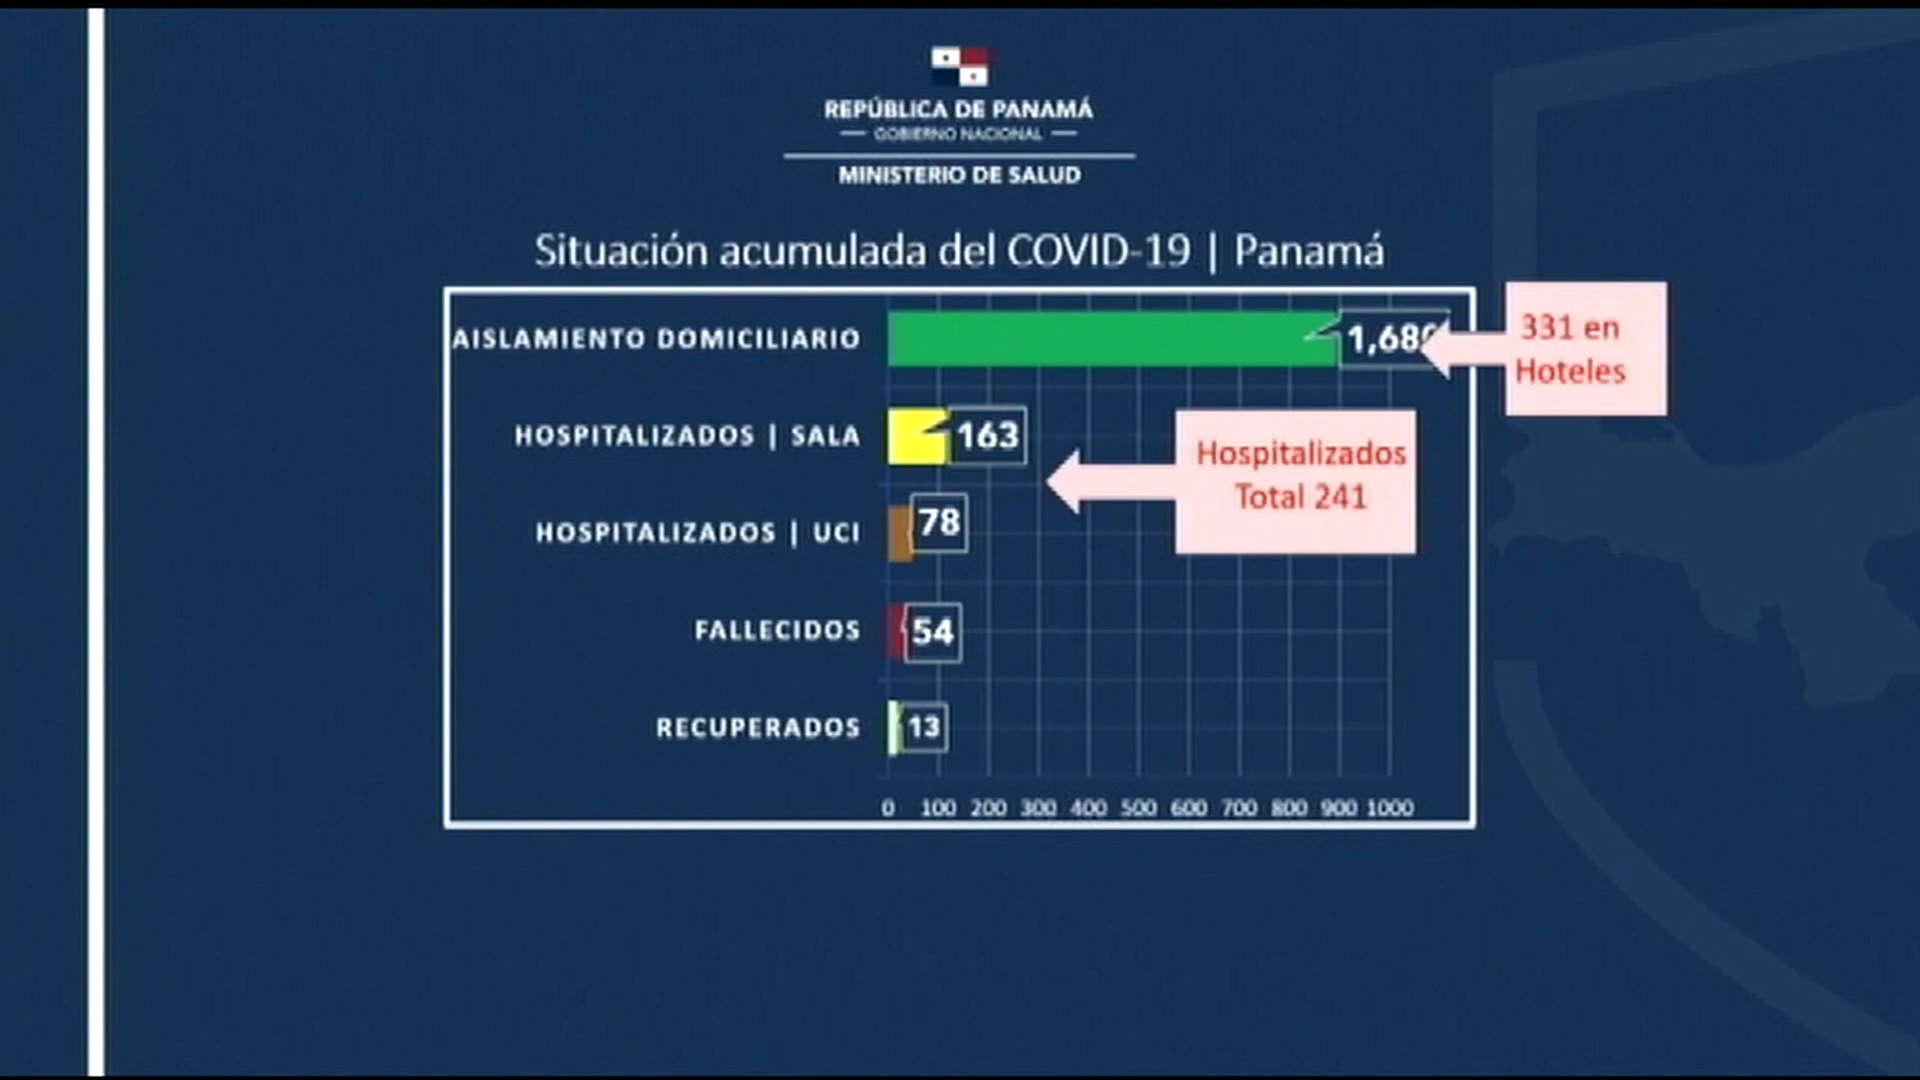 REPÚBLICA DE PANAMÁ
GOBIERNO NACIONAL
MINISTERIO DE SALUD
Situación acumulada del COVID-19 | Panamá
AISLAMIENTO DOMICILIARIO
331 en
Hoteles
HOSPITALIZADOS | SALA 163
Hospitalizados
Total 241
HOSPITALIZADOS | UCI 78
FALLECIDOS 54
RECUPERADOS 13
0 100 200 300 400 500 600 700 800 900 1000